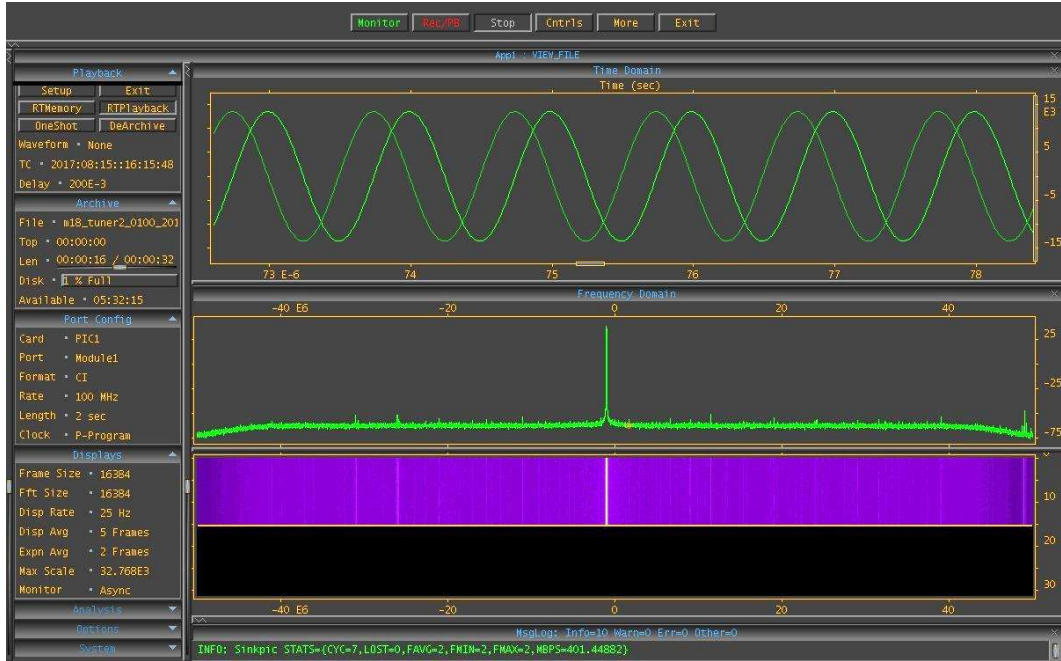 Monitor Rec/PB Stop Cntrls More Exit
App1 : VIEW_FILE
Playback
Setup Exit
RTMemory RTPlayback
OneShot DeArchive
Waveform • None
TC • 2017:08:15::16:15:48
Delay • 200E-3
Archive
File • m18_tuner2_0100_201
Top • 00:00:00
Len • 00:00:16 / 00:00:32
Disk • 1 % Full
Available • 05:32:15
Port Config
Card • PIC1
Port • Module1
Format • CI
Rate • 100 MHz
Length • 2 sec
Clock • P-Program
Displays
Frame Size • 16384
Fft Size • 16384
Disp Rate • 25 Hz
Disp Avg • 5 Frames
Expn Avg • 2 Frames
Max Scale • 32.768E3
Monitor • Async
Analysis
Options
System
Time Domain
Time (sec)
15
E3
5
-5
-15
73 E-6 74 75 76 77 78
Frequency Domain
-40 E6 -20 0 20 40
25
-25
-75
0
10
20
30
-40 E6 -20 0 20 40
MsgLog: Info=10 Warn=0 Err=0 Other=0
INFO: Sinkpic STATS={CYC=7,LOST=0,FAVG=2,FMIN=2,FMAX=2,MBPS=401.44882}